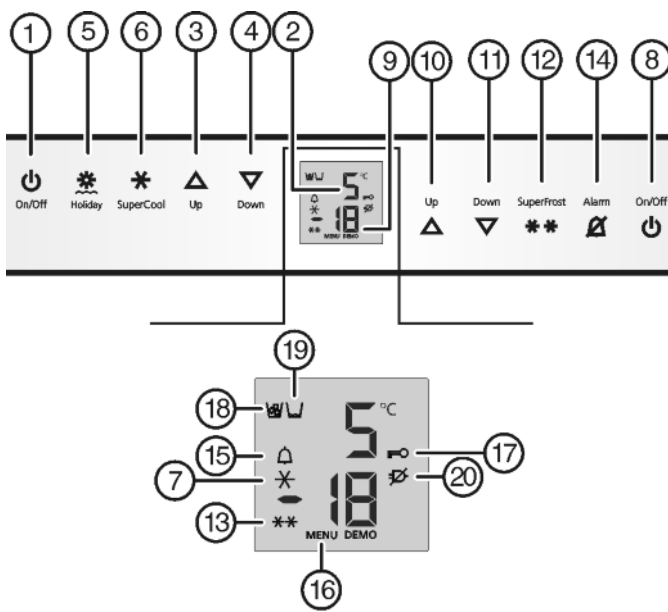 1 5 6 3 4 2 9 10 11 12 14 8
On/Off Holiday SuperCool Up Down
5 °C
18
MENU DEMO
Up Down SuperFrost Alarm On/Off
19
18
5 °C
15
17
7
20
18
13
MENU DEMO
16